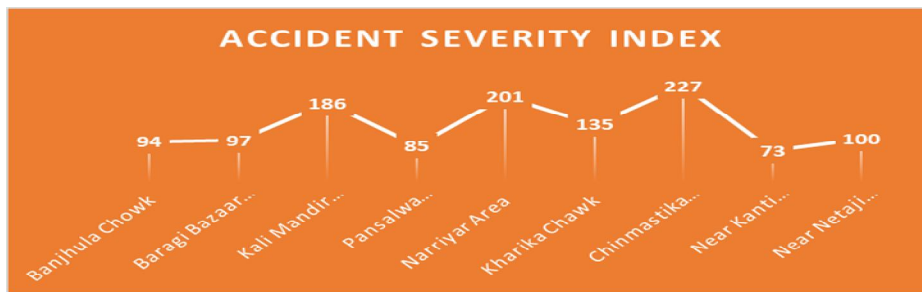 ACCIDENT SEVERITY INDEX
94
97
186
85
201
135
227
73
100
Banjhula Chowk
Baragi Bazaar...
Kali Mandir...
Pansalwa...
Narriyar Area
Kharika Chawk
Chinmastika...
Near Kanti...
Near Netaji...